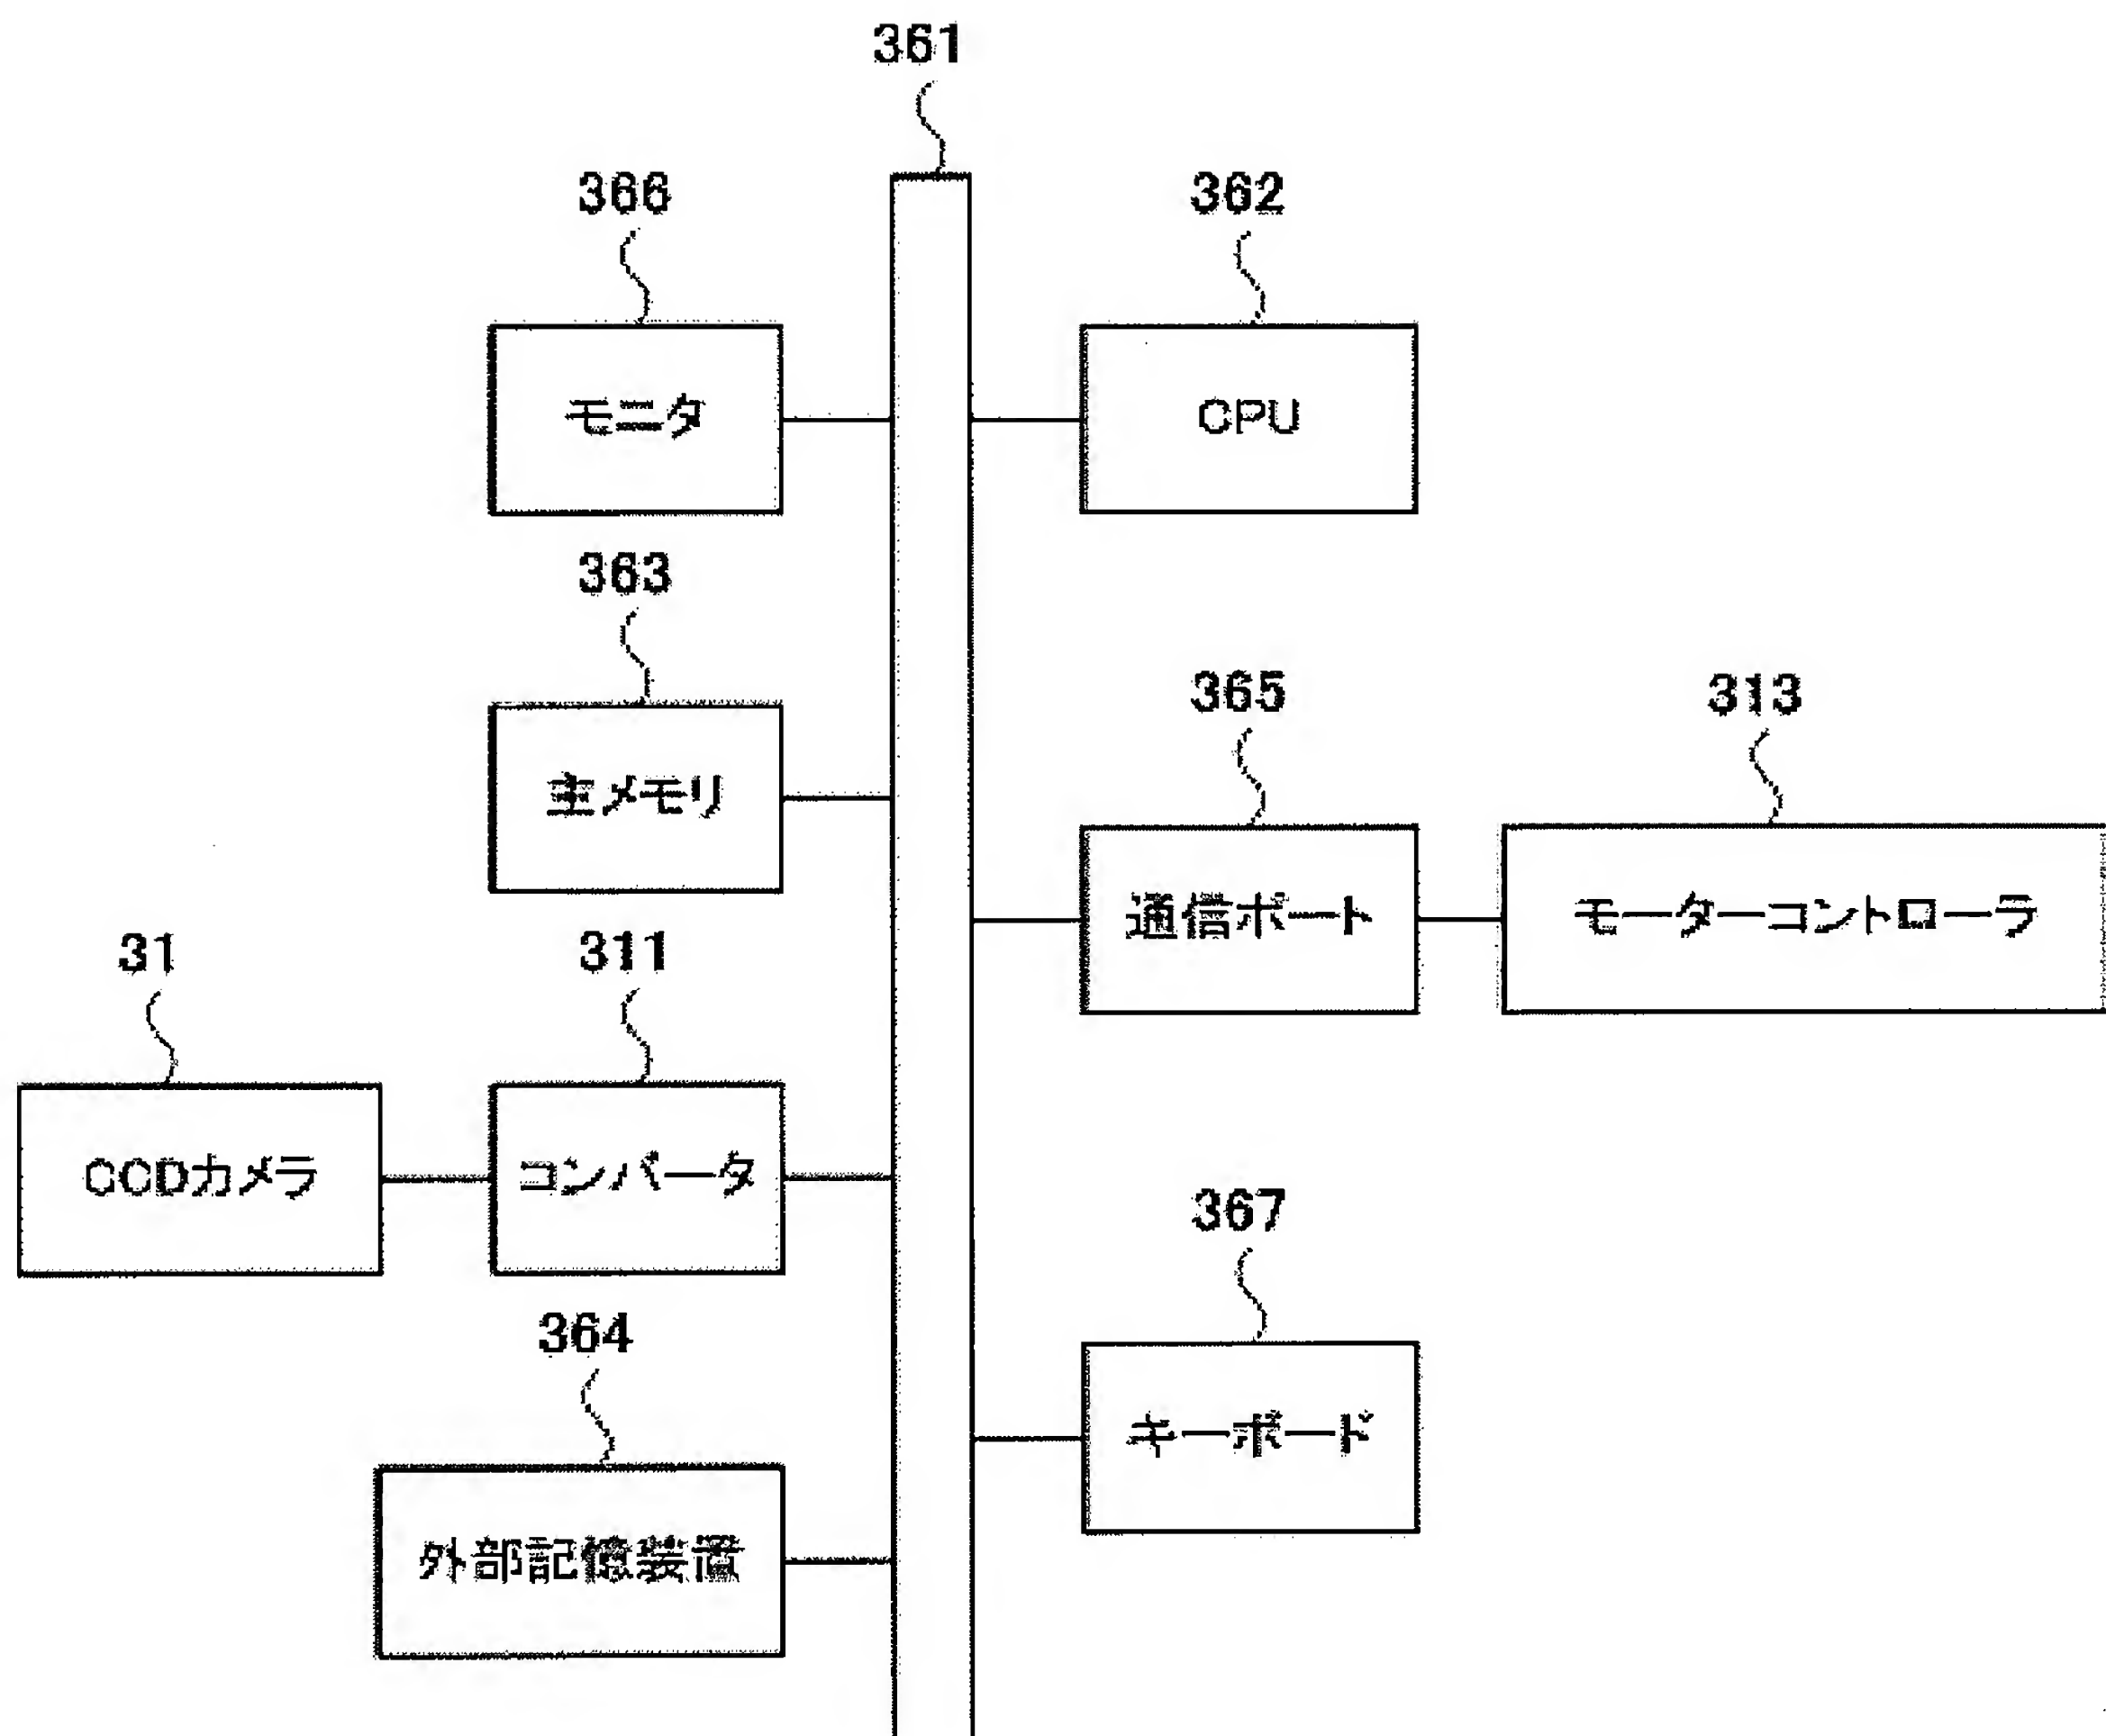 361
366
362
モニタ
CPU
363
365
313
主メモリ
通信ポート
モーターコントローラ
31
311
CCDカメラ
コンバータ
367
364
キーボード
外部記憶装置